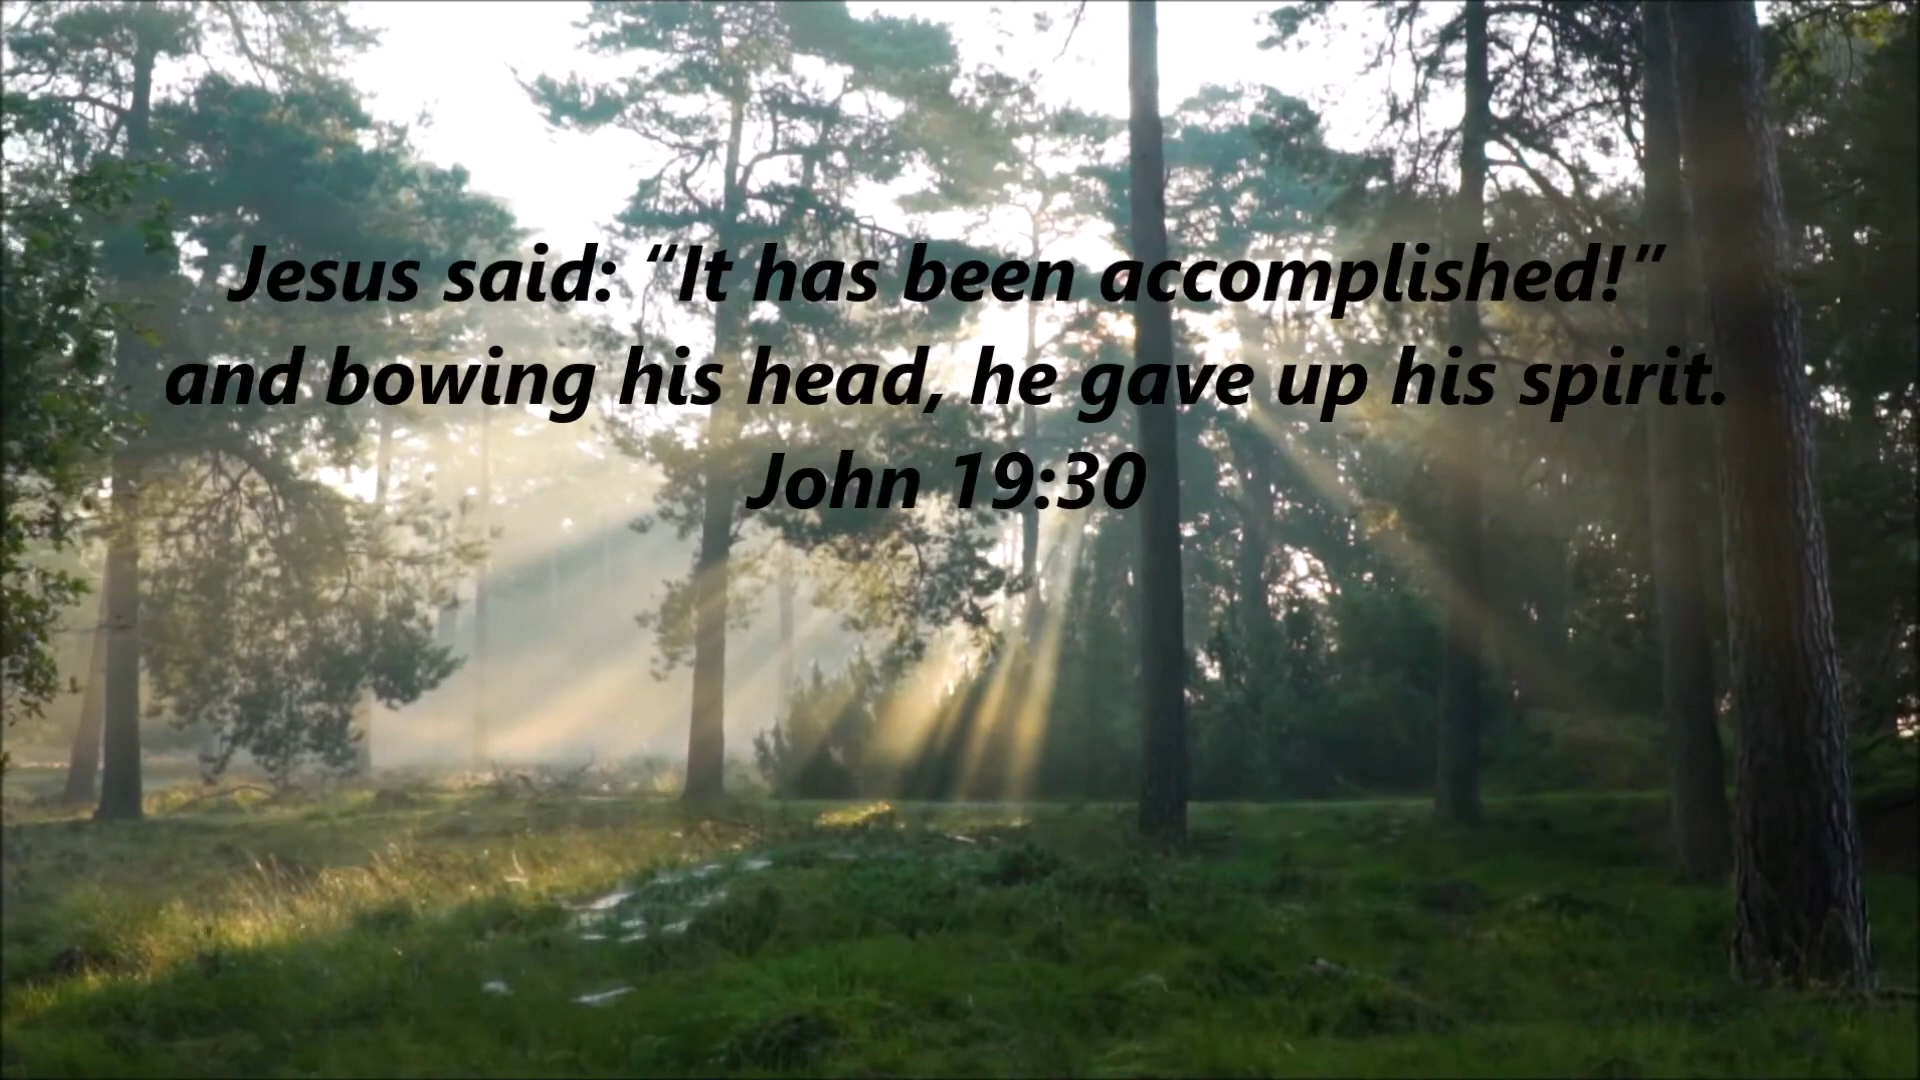 Jesus said: “It has been accomplished!”
and bowing his head, he gave up his spirit.
John 19:30